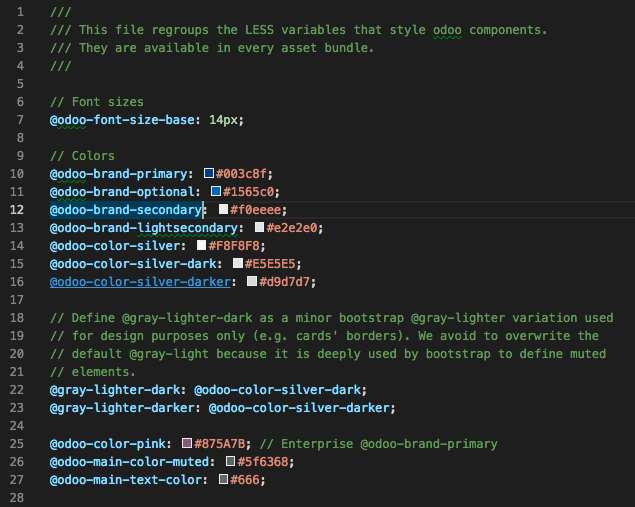 1 ///
2 /// This file regroups the LESS variables that style odoo components.
3 /// They are available in every asset bundle.
4 ///
5
6 // Font sizes
7 @odoo-font-size-base: 14px;
8
9 // Colors
10 @odoo-brand-primary: #003c8f;
11 @odoo-brand-optional: #1565c0;
12 @odoo-brand-secondary: #f0eeee;
13 @odoo-brand-lightsecondary: #e2e2e0;
14 @odoo-color-silver: #F8F8F8;
15 @odoo-color-silver-dark: #E5E5E5;
16 @odoo-color-silver-darker: #d9d7d7;
17
18 // Define @gray-lighter-dark as a minor bootstrap @gray-lighter variation used
19 // for design purposes only (e.g. cards' borders). We avoid to overwrite the
20 // default @gray-light because it is deeply used by bootstrap to define muted
21 // elements.
22 @gray-lighter-dark: @odoo-color-silver-dark;
23 @gray-lighter-darker: @odoo-color-silver-darker;
24
25 @odoo-color-pink: #875A7B; // Enterprise @odoo-brand-primary
26 @odoo-main-color-muted: #5f6368;
27 @odoo-main-text-color: #666;
28